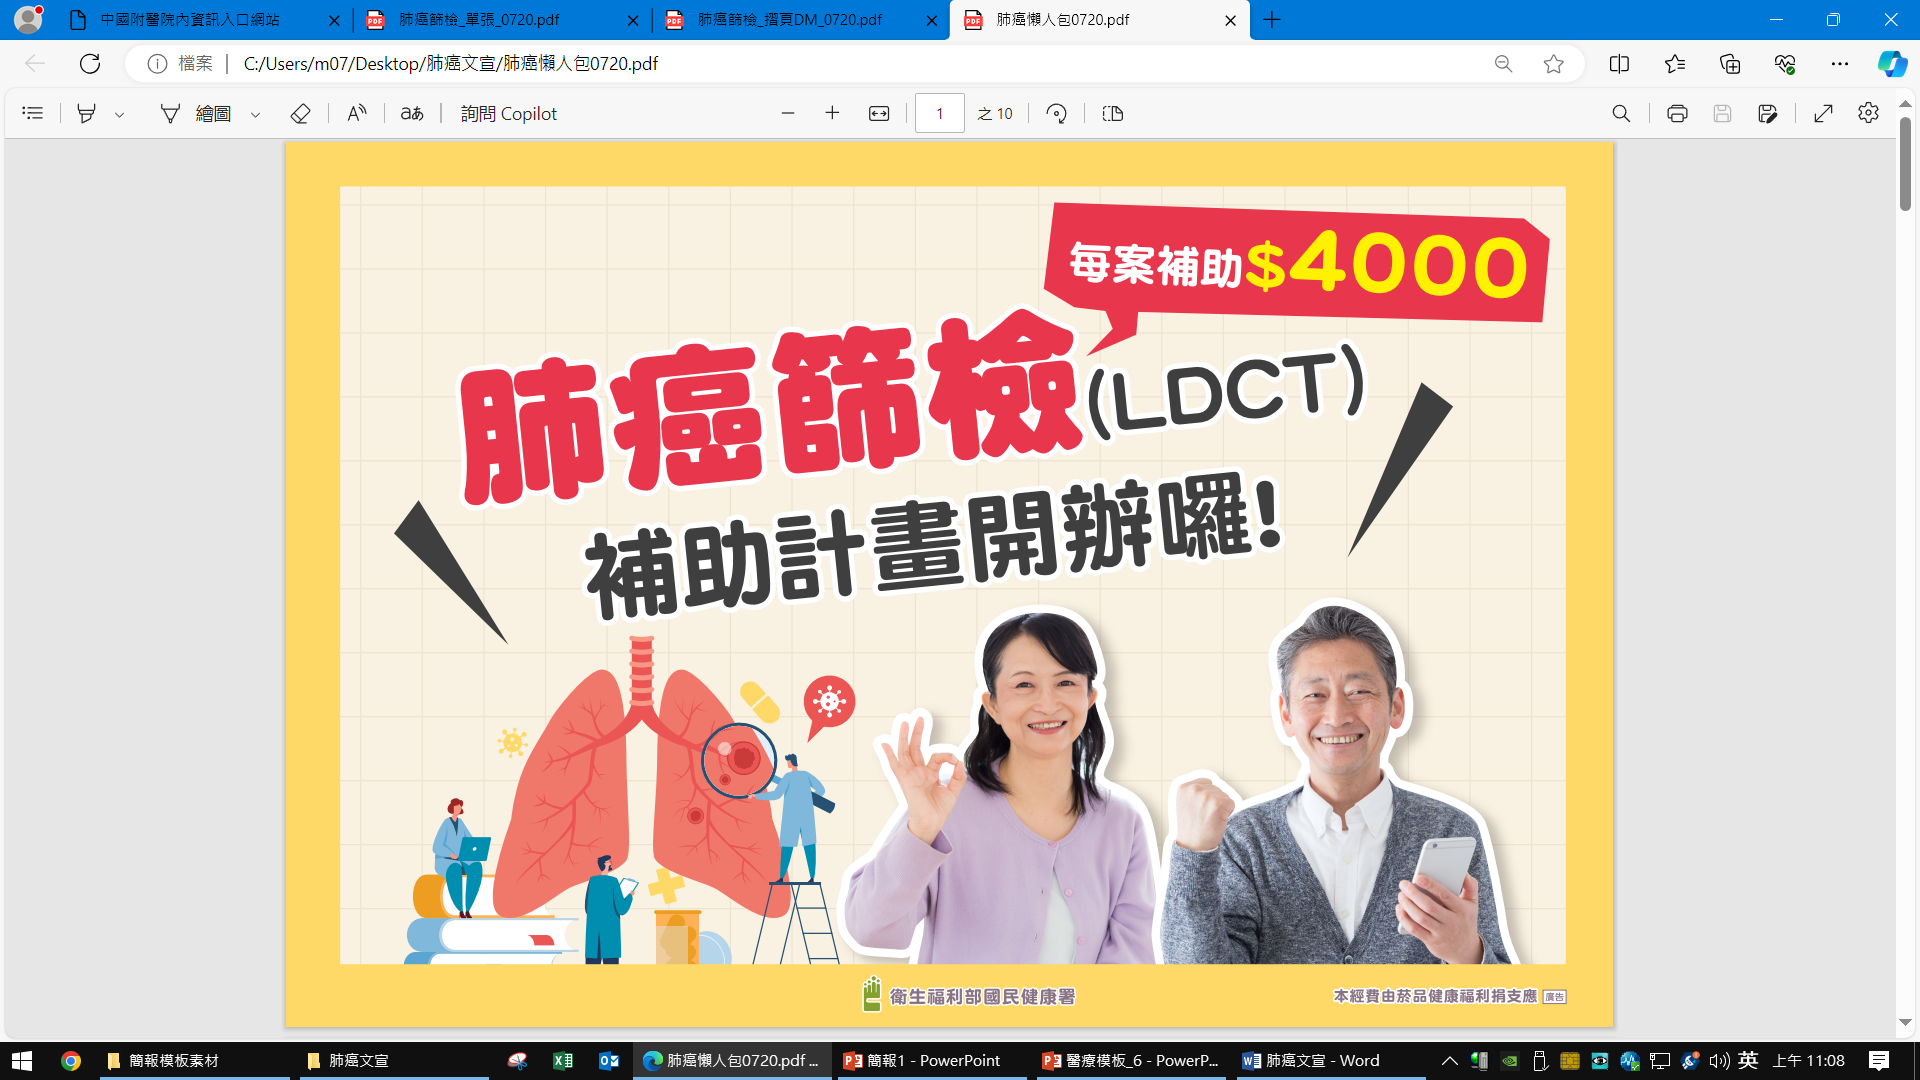 中國附醫院內資訊入口網站
肺癌篩檢_單張_0720.pdf
肺癌篩檢_摺頁DM_0720.pdf
肺癌懶人包0720.pdf
檔案
C:/Users/m07/Desktop/肺癌文宣/肺癌懶人包0720.pdf
繪圖
aあ
詢問 Copilot
1
之 10
每案補助$4000
肺癌篩檢(LDCT)
補助計畫開辦囉!
衛生福利部國民健康署
本經費由菸品健康福利捐支應 廣告
簡報模板素材
肺癌文宣
肺癌懶人包0720.pdf ...
簡報1 - PowerPoint
醫療模板_6 - PowerP...
肺癌文宣 - Word
英
上午 11:08